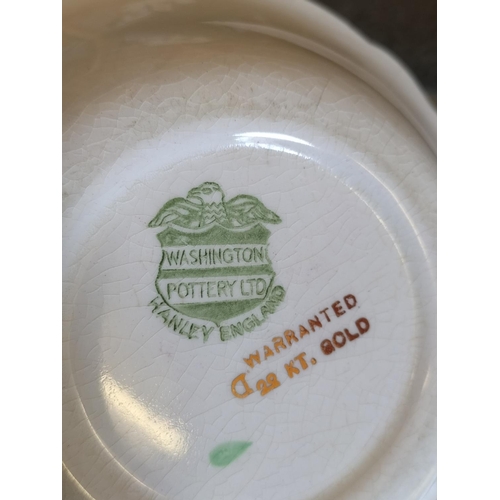 WASHINGTON
POTTERY LTD
HANLEY ENGLAND
WARRANTED
22 KT. GOLD